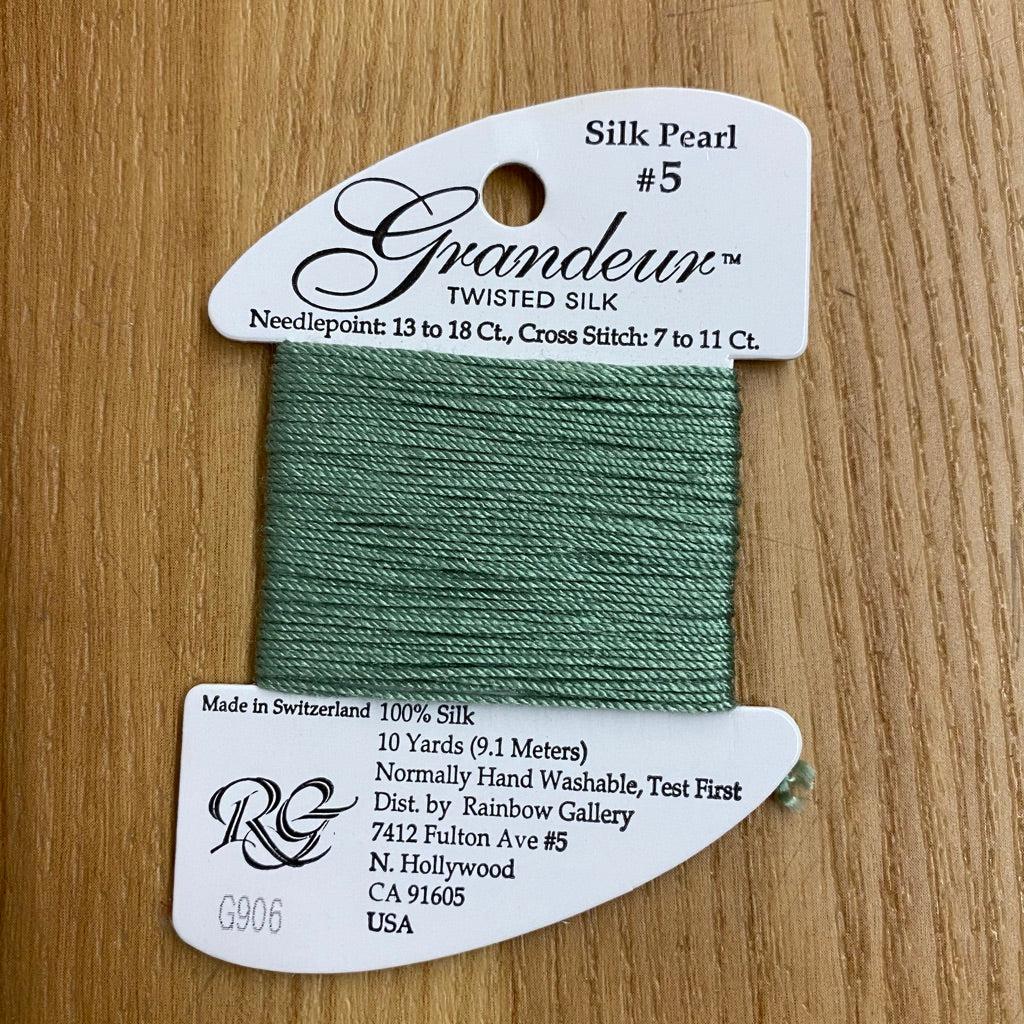 Silk Pearl
#5
Grandeur™
TWISTED SILK
Needlepoint: 13 to 18 Ct., Cross Stitch: 7 to 11 Ct.
Made in Switzerland 100% Silk
10 Yards (9.1 Meters)
Normally Hand Washable, Test First
Dist. by Rainbow Gallery
7412 Fulton Ave #5
N. Hollywood
CA 91605
USA
RG
G906